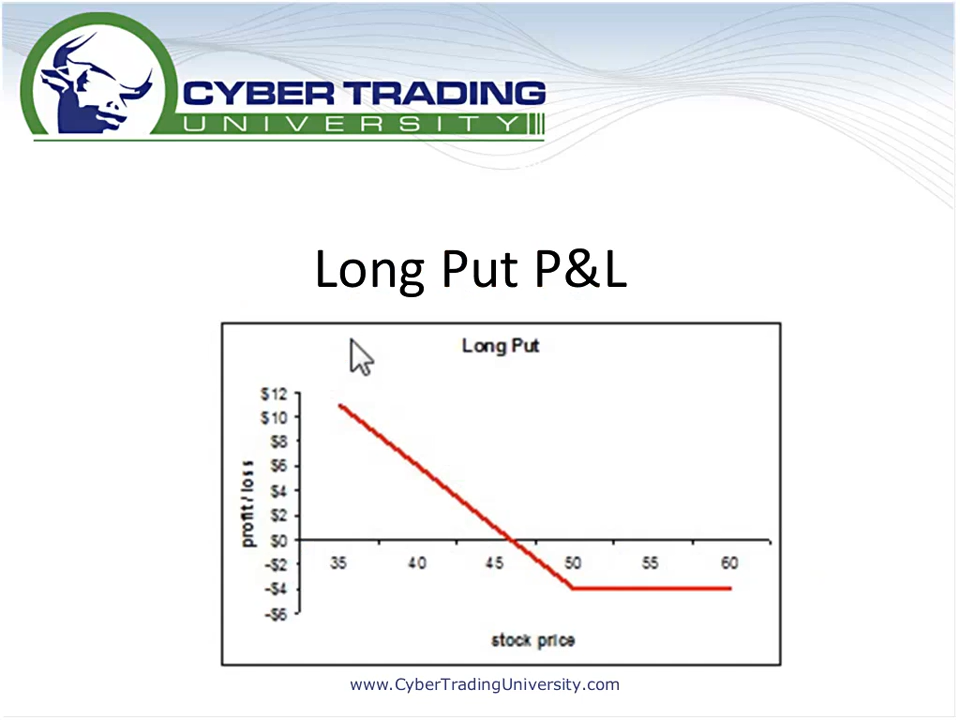 CYBER TRADING
UNIVERSITY
Long Put P&L
Long Put
$12
$10
$8
$6
$4
$2
$0
-$2
-$4
-$6
profit/loss
35 40 45 50 55 60
stock price
www.CyberTradingUniversity.com